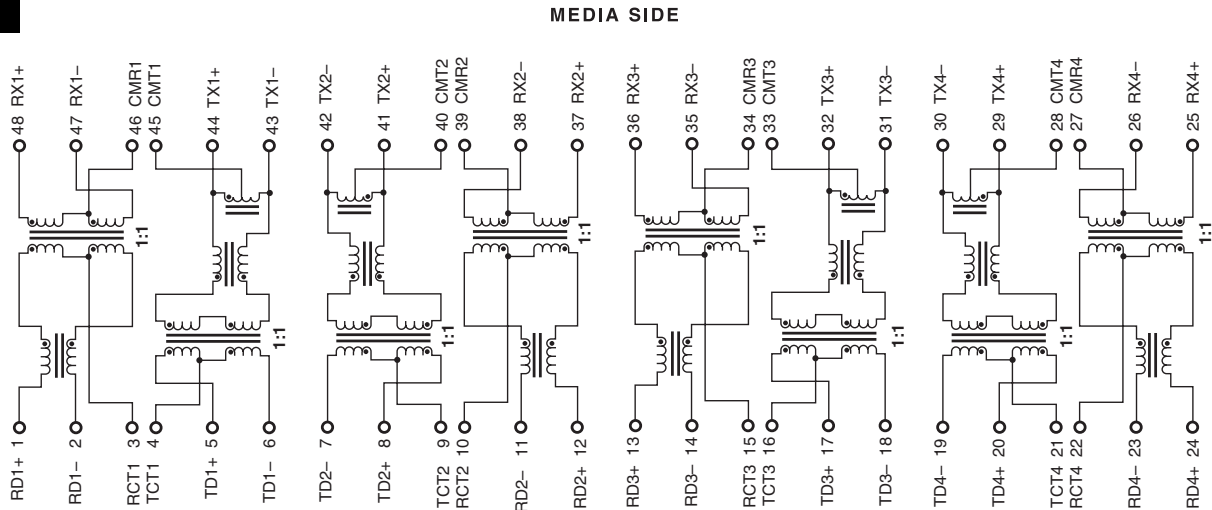 MEDIA SIDE
48 RX1+
47 RX1–
46 CMR1
45 CMT1
44 TX1+
43 TX1–
42 TX2–
41 TX2+
40 CMT2
39 CMR2
38 RX2–
37 RX2+
36 RX3+
35 RX3–
34 CMR3
33 CMT3
32 TX3+
31 TX3–
30 TX4–
29 TX4+
28 CMT4
27 CMR4
26 RX4–
25 RX4+
1:1
1:1
1:1
1:1
1:1
1:1
1:1
1:1
RD1+ 1
RD1– 2
RCT1 3
TCT1 4
TD1+ 5
TD1– 6
TD2– 7
TD2+ 8
TCT2 9
RCT2 10
RD2– 11
RD2+ 12
RD3+ 13
RD3– 14
RCT3 15
TCT3 16
TD3+ 17
TD3– 18
TD4– 19
TD4+ 20
TCT4 21
RCT4 22
RD4– 23
RD4+ 24